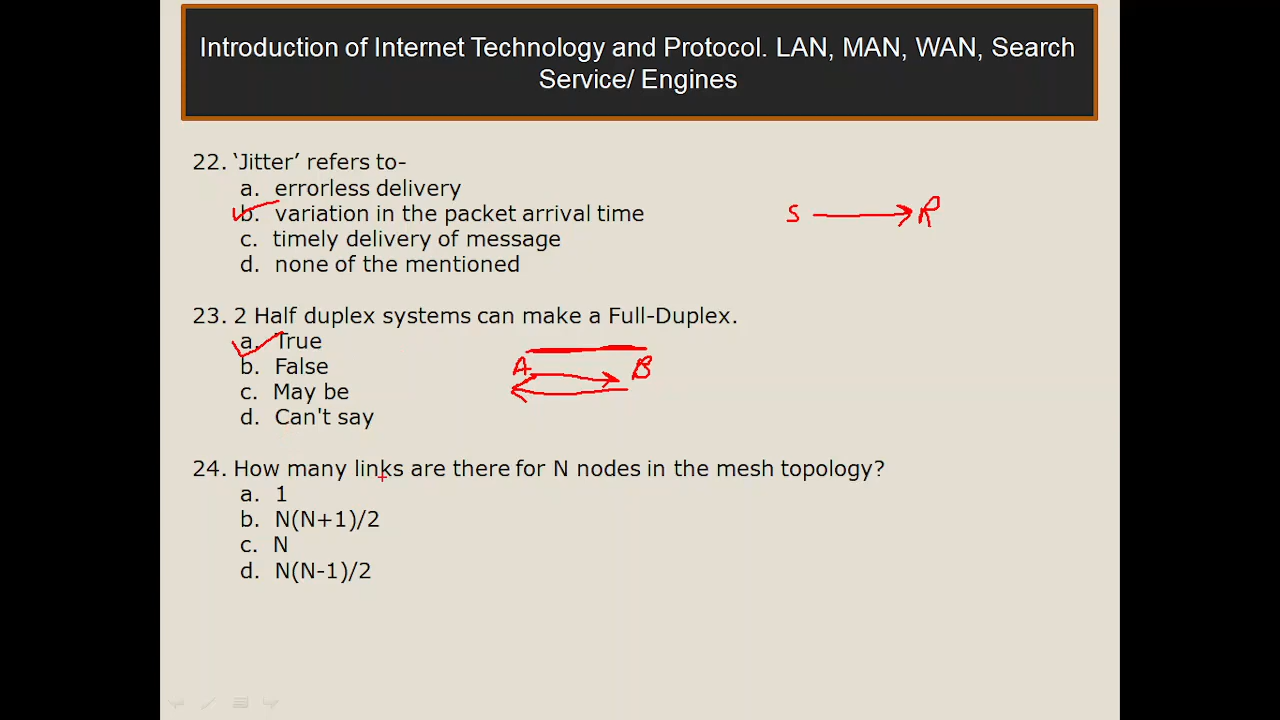 Introduction of Internet Technology and Protocol. LAN, MAN, WAN, Search
Service/ Engines
22. ‘Jitter’ refers to-
a. errorless delivery
b. variation in the packet arrival time
S R
c. timely delivery of message
d. none of the mentioned
23. 2 Half duplex systems can make a Full-Duplex.
a. True
b. False
A B
c. May be
d. Can't say
24. How many links are there for N nodes in the mesh topology?
a. 1
b. N(N+1)/2
c. N
d. N(N-1)/2